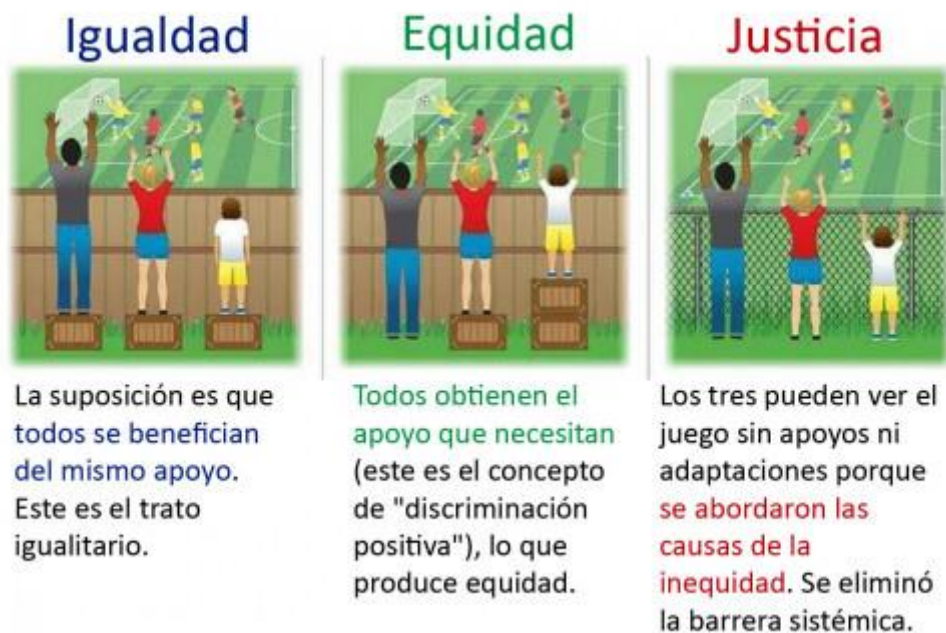 Igualdad
La suposición es que
todos se benefician
del mismo apoyo.
Este es el trato
igualitario.
Equidad
Todos obtienen el
apoyo que necesitan
(este es el concepto
de "discriminación
positiva"), lo que
produce equidad.
Justicia
Los tres pueden ver el
juego sin apoyos ni
adaptaciones porque
se abordaron las
causas de la
inequidad. Se eliminó
la barrera sistémica.